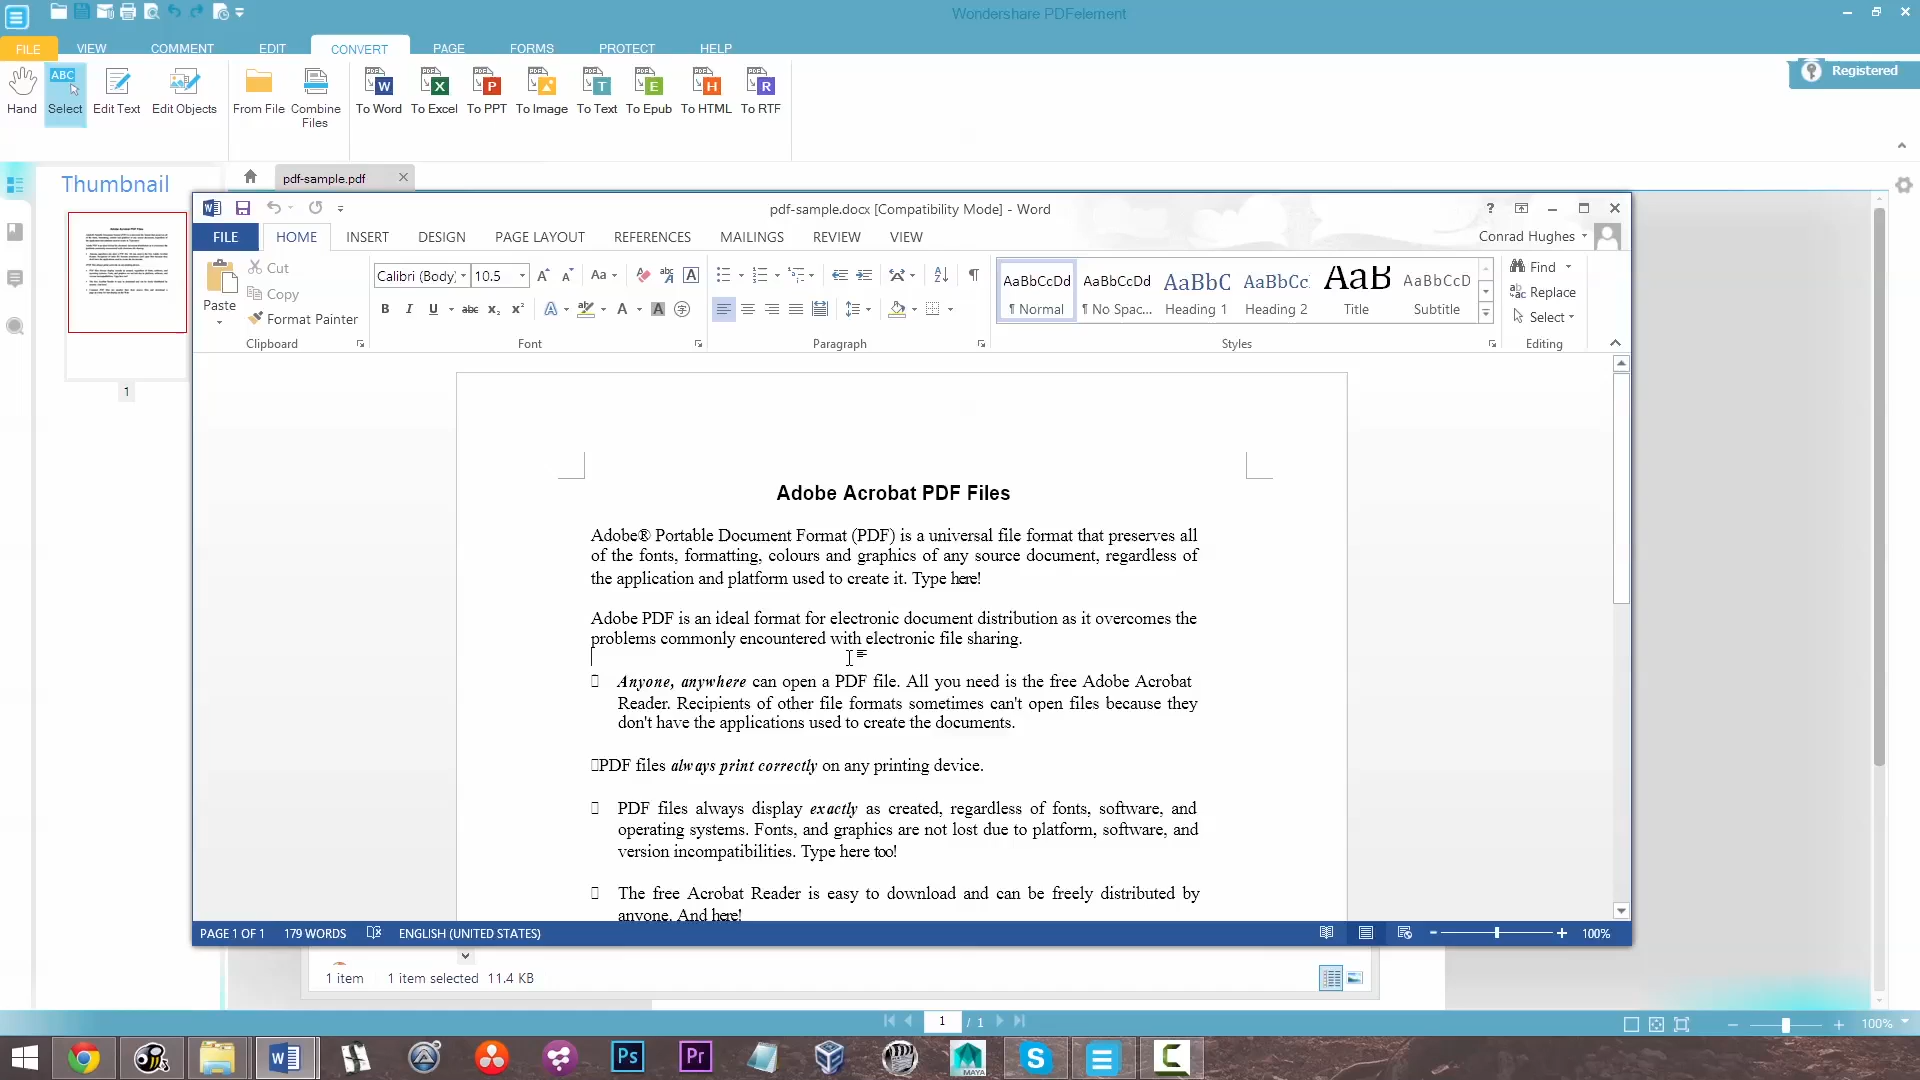 Wondershare PDFelement
FILE VIEW COMMENT EDIT CONVERT PAGE FORMS PROTECT HELP
Registered
ABC
Hand Select Edit Text Edit Objects From File Combine Files To Word To Excel To PPT To Image To Text To Epub To HTML To RTF
Thumbnail
pdf-sample.pdf
1
pdf-sample.docx [Compatibility Mode] - Word
FILE HOME INSERT DESIGN PAGE LAYOUT REFERENCES MAILINGS REVIEW VIEW
Conrad Hughes
Paste
Cut
Copy
Format Painter
Clipboard
Calibri (Body) 10.5
Font
Paragraph
AaBbCcDd AaBbCcDd AaBbC AaBbCc AaB AaBbCcD
¶ Normal ¶ No Spac... Heading 1 Heading 2 Title Subtitle
Styles
Find
Replace
Select
Editing
Adobe Acrobat PDF Files
Adobe® Portable Document Format (PDF) is a universal file format that preserves all
of the fonts, formatting, colours and graphics of any source document, regardless of
the application and platform used to create it. Type here!
Adobe PDF is an ideal format for electronic document distribution as it overcomes the
problems commonly encountered with electronic file sharing.
Anyone, anywhere can open a PDF file. All you need is the free Adobe Acrobat
Reader. Recipients of other file formats sometimes can't open files because they
don't have the applications used to create the documents.
PDF files always print correctly on any printing device.
PDF files always display exactly as created, regardless of fonts, software, and
operating systems. Fonts, and graphics are not lost due to platform, software, and
version incompatibilities. Type here too!
The free Acrobat Reader is easy to download and can be freely distributed by
anyone. And here!
PAGE 1 OF 1 179 WORDS ENGLISH (UNITED STATES) 100%
1 item 1 item selected 11.4 KB
1 / 1
100%
Ps Pr MAYA